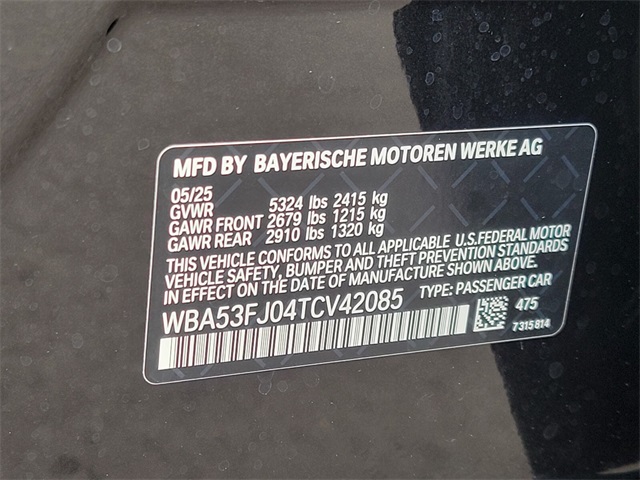 MFD BY BAYERISCHE MOTOREN WERKE AG
05/25
GVWR 5324 lbs 2415 kg
GAWR FRONT 2679 lbs 1215 kg
GAWR REAR 2910 lbs 1320 kg
THIS VEHICLE CONFORMS TO ALL APPLICABLE U.S.FEDERAL MOTOR
VEHICLE SAFETY, BUMPER AND THEFT PREVENTION STANDARDS
IN EFFECT ON THE DATE OF MANUFACTURE SHOWN ABOVE.
WBA53FJ04TCV42085 TYPE: PASSENGER CAR
475
7315814